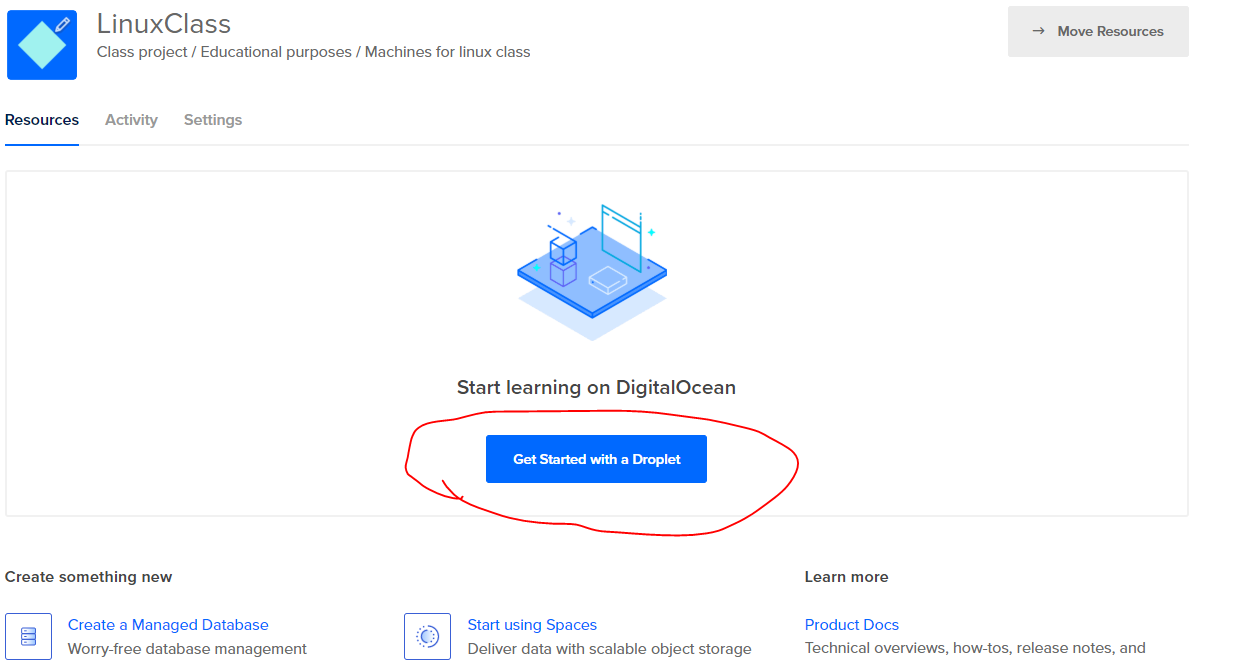 LinuxClass
Class project / Educational purposes / Machines for linux class
→ Move Resources
Resources Activity Settings
Start learning on DigitalOcean
Get Started with a Droplet
Create something new
Create a Managed Database
Worry-free database management
Start using Spaces
Deliver data with scalable object storage
Learn more
Product Docs
Technical overviews, how-tos, release notes, and